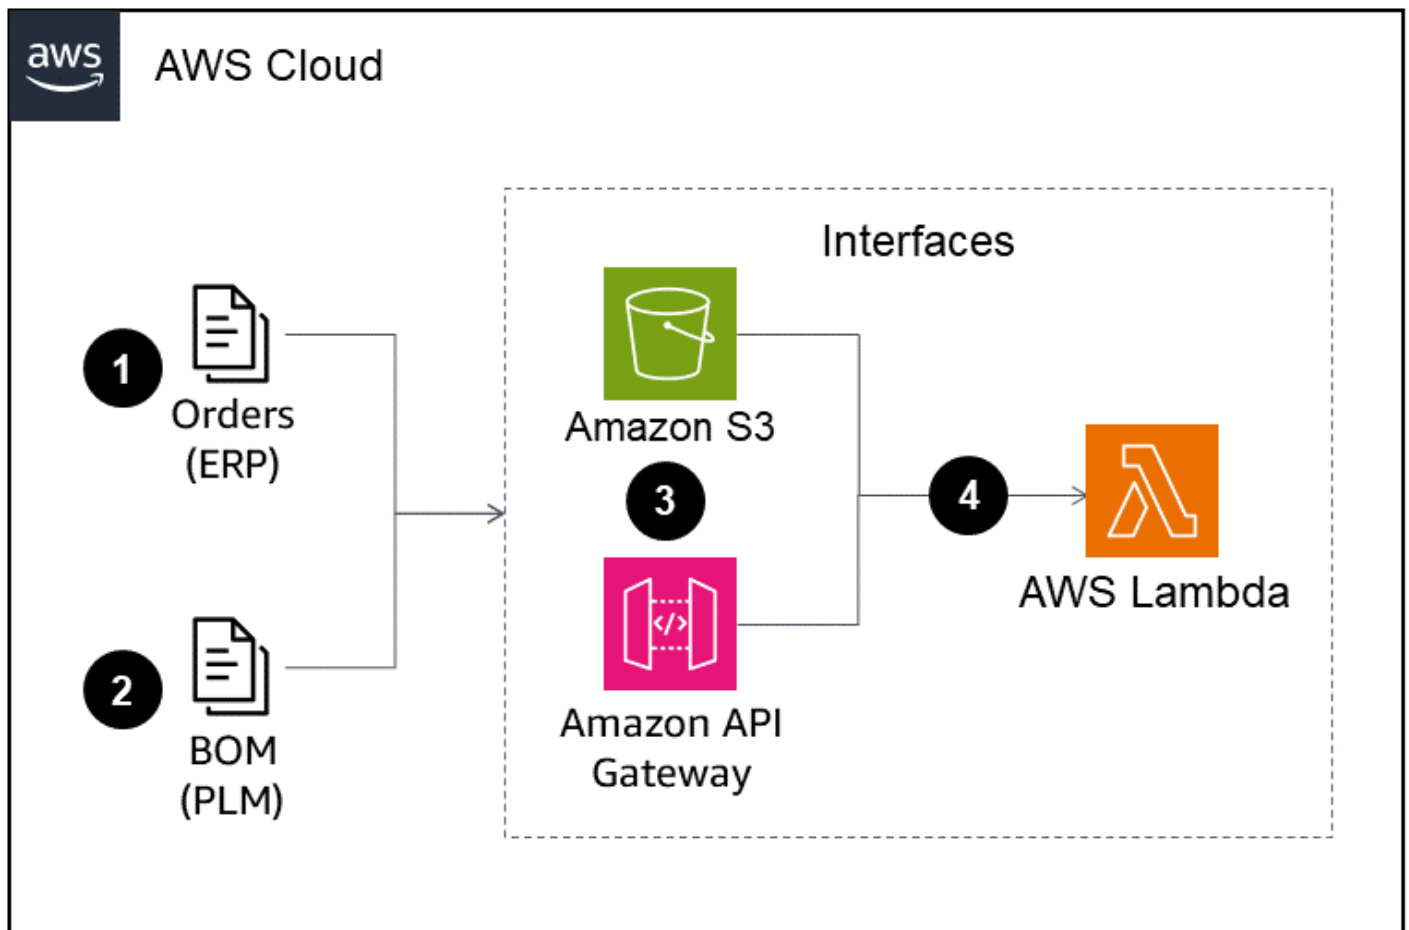 aws
AWS Cloud
Interfaces
1
Orders
(ERP)
Amazon S3
3
4
AWS Lambda
</>
2
BOM
(PLM)
Amazon API
Gateway